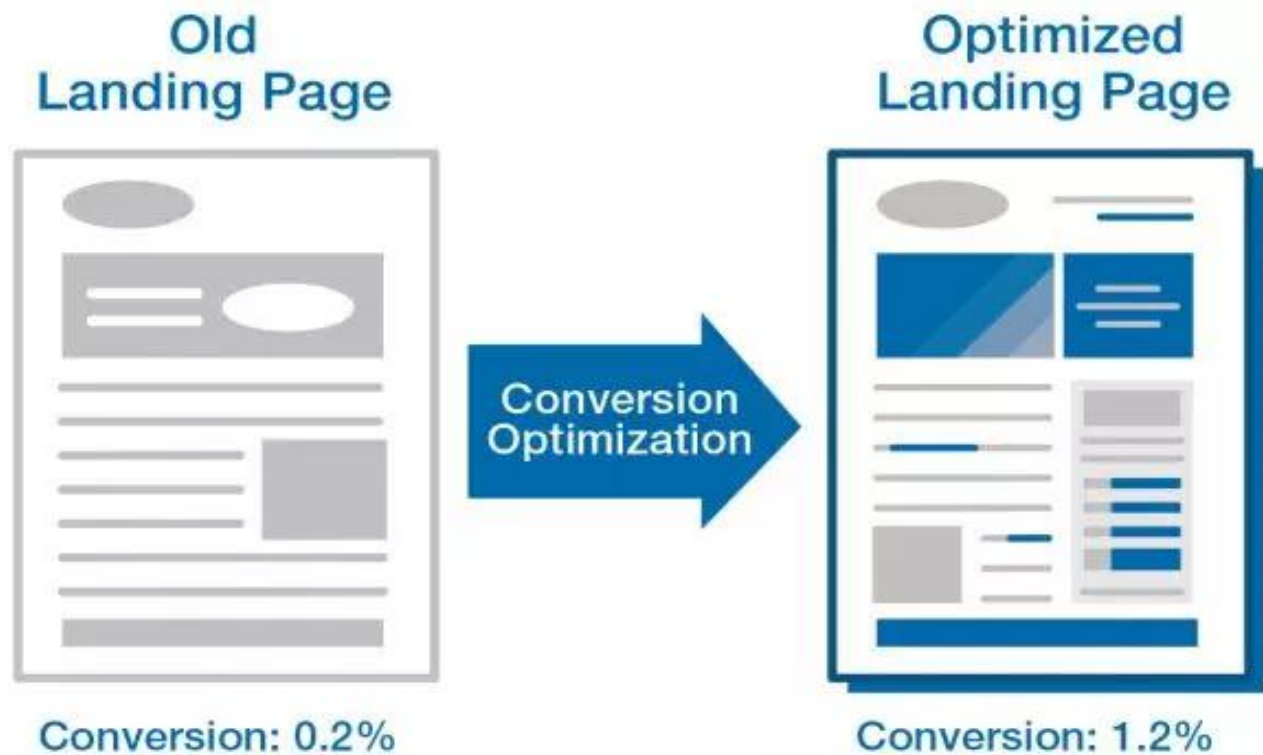 Old
Landing Page
Optimized
Landing Page
Conversion
Optimization
Conversion: 0.2%
Conversion: 1.2%